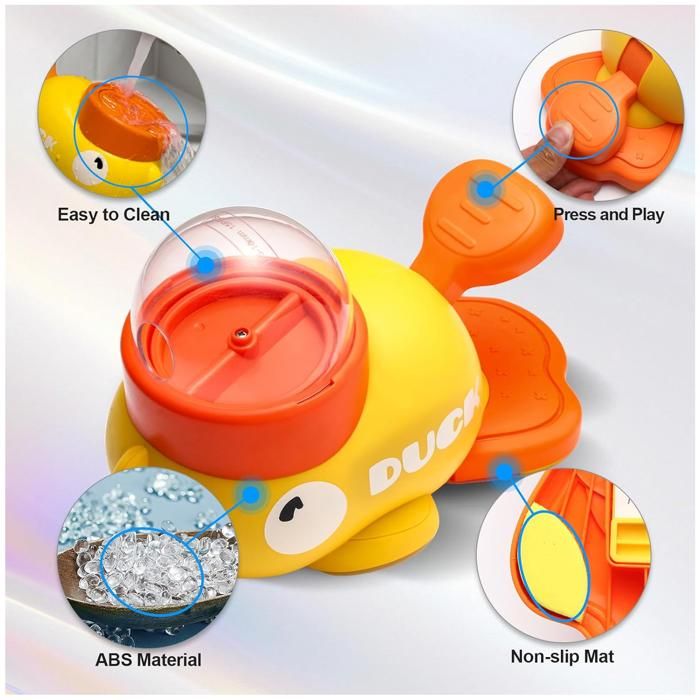 Easy to Clean
Press and Play
DUCK
ABS Material
Non-slip Mat